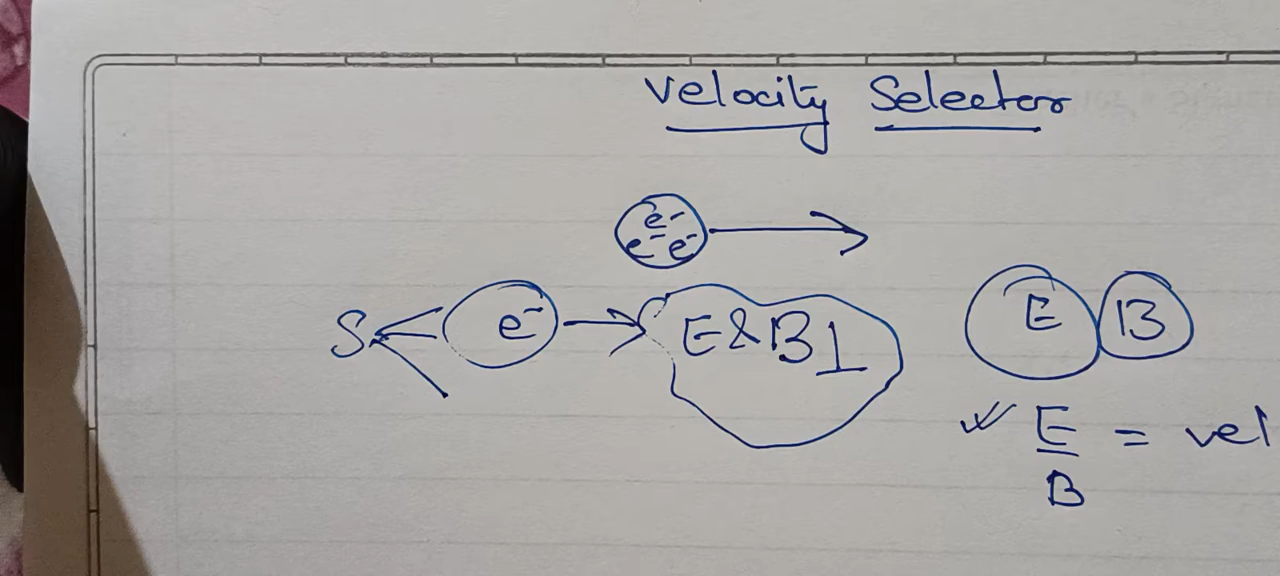 Velocity Selector
e-
e- e-
S e- E&B⊥ E B
E/B = vel